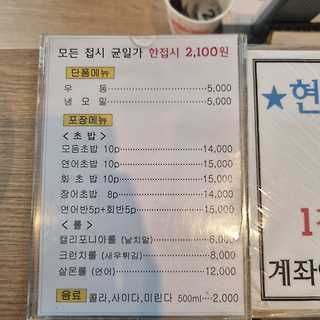 모든 접시 균일가 한접시 2,100원
단품메뉴
우 동 5,000
냉 모 밀 5,000
포장메뉴
< 초 밥 >
모듬초밥 10p 14,000
연어초밥 10p 15,000
회 초 밥 10p 15,000
장어초밥 8p 14,000
연어반5p+회반5p 15,000
< 롤 >
캘리포니아롤 (날치알) 6,000
크런치롤 (새우튀김) 8,000
살몬롤 (연어) 12,000
음료 콜라,사이다,미린다 500ml 2,000
★현
계좌